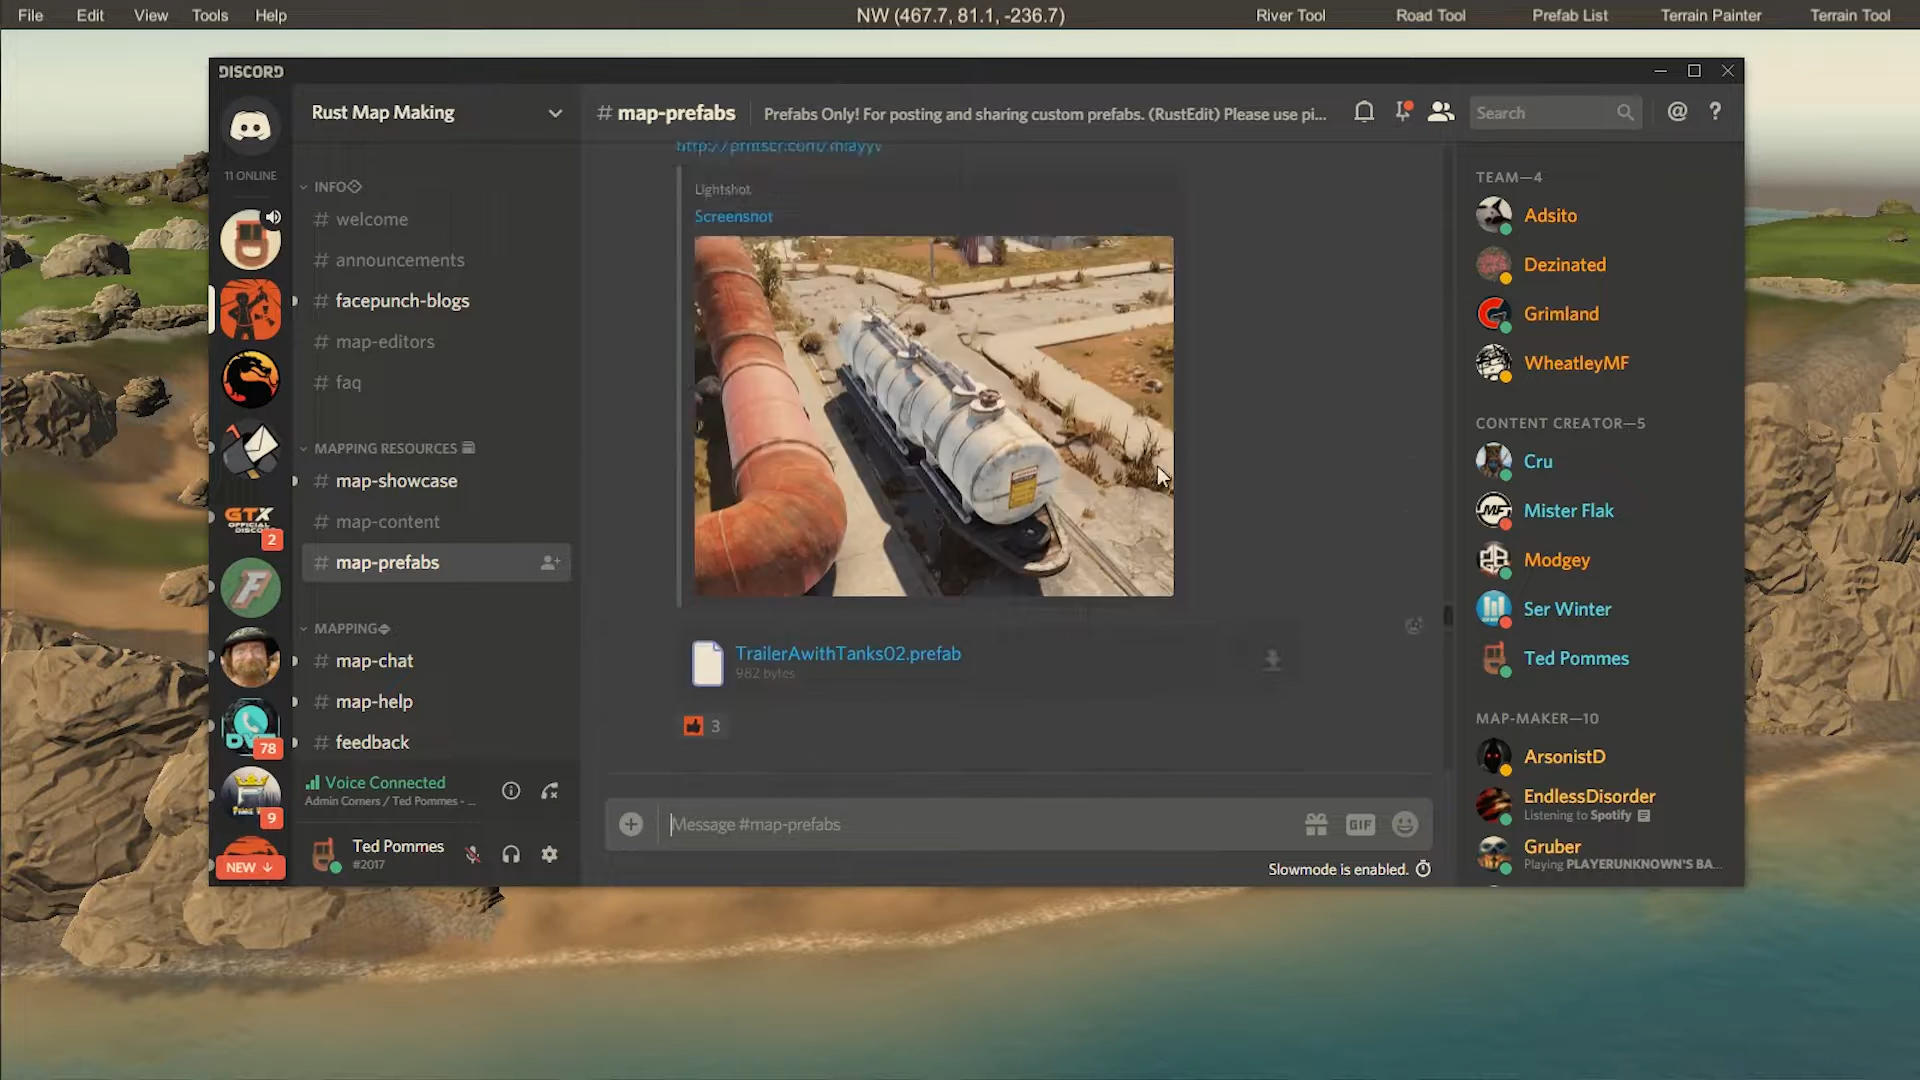 File Edit View Tools Help NW (467.7, 81.1, -236.7) River Tool Road Tool Prefab List Terrain Painter Terrain Tool
DISCORD
Rust Map Making
# map-prefabs Prefabs Only! For posting and sharing custom prefabs. (RustEdit) Please use pi... Search @ ?
11 ONLINE
INFO
# welcome
# announcements
# facepunch-blogs
# map-editors
# faq
MAPPING RESOURCES
# map-showcase
# map-content
# map-prefabs
MAPPING
# map-chat
# map-help
# feedback
GTX
OFFICIAL
2
78
9
NEW ↓
Voice Connected
Admin Corners / Ted Pommes - ...
Ted Pommes
#2017
Lightshot
Screenshot
TrailerAwithTanks02.prefab
982 bytes
3
Message #map-prefabs
GIF
Slowmode is enabled.
TEAM—4
Adsito
Dezinated
Grimland
WheatleyMF
CONTENT CREATOR—5
Cru
Mister Flak
Modgey
Ser Winter
Ted Pommes
MAP-MAKER—10
ArsonistD
EndlessDisorder
Listening to Spotify
Gruber
Playing PLAYERUNKNOWN'S BA...